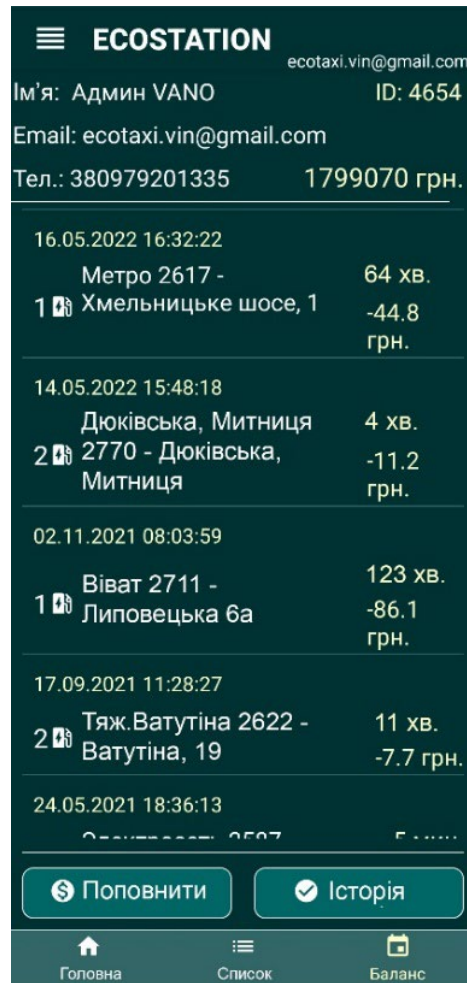 ECOSTATION
ecotaxi.vin@gmail.com
Ім'я: Админ VANO ID: 4654
Email: ecotaxi.vin@gmail.com
Тел.: 380979201335 1799070 грн.
16.05.2022 16:32:22
Метро 2617 - 64 хв.
1 Хмельницьке шосе, 1 -44.8
грн.
14.05.2022 15:48:18
Дюківська, Митниця 4 хв.
2 2770 - Дюківська, -11.2
Митниця грн.
02.11.2021 08:03:59
Віват 2711 - 123 хв.
1 Липовецька 6а -86.1
грн.
17.09.2021 11:28:27
2 Тяж.Ватутіна 2622 - 11 хв.
Ватутіна, 19 -7.7 грн.
24.05.2021 18:36:13
Поповнити Історія
Головна Список Баланс